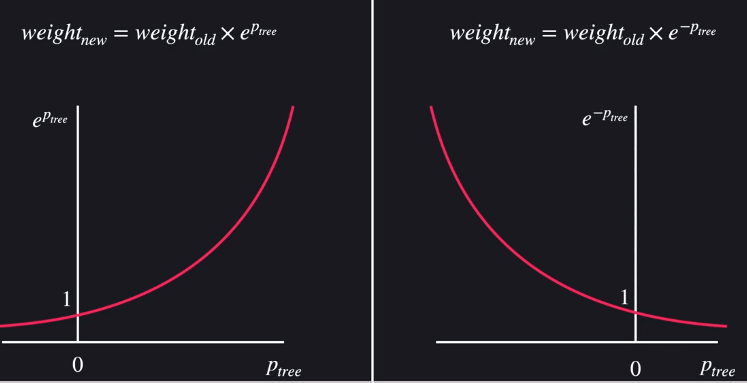 weight_new = weight_old × e^{p_tree}
e^{p_tree}
1
0
p_tree
weight_new = weight_old × e^{-p_tree}
e^{-p_tree}
1
0
p_tree